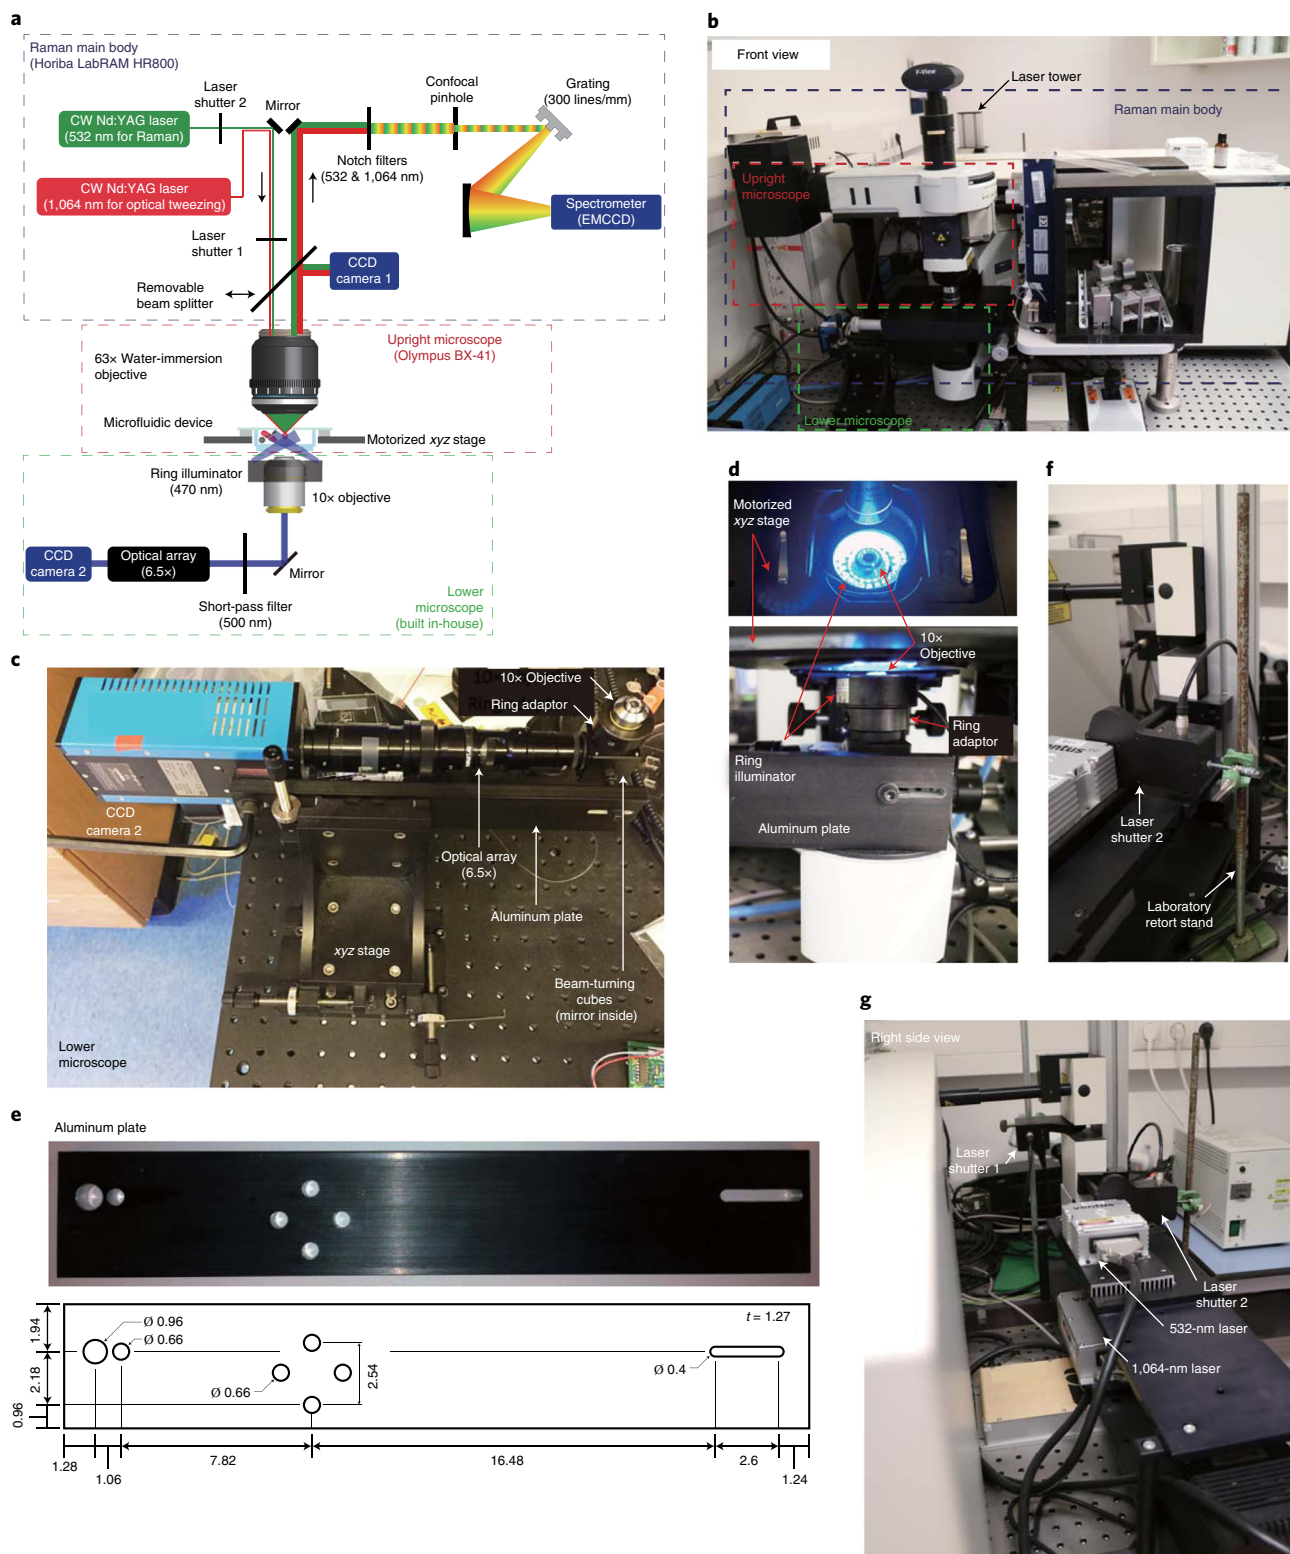 a
Raman main body
(Horiba LabRAM HR800)
Laser
shutter 2
Mirror
Confocal
pinhole
Grating
(300 lines/mm)
CW Nd:YAG laser
(532 nm for Raman)
Notch filters
(532 & 1,064 nm)
CW Nd:YAG laser
(1,064 nm for optical tweezing)
Spectrometer
(EMCCD)
Laser
shutter 1
CCD
camera 1
Removable
beam splitter
Upright microscope
(Olympus BX-41)
63× Water-immersion
objective
Microfluidic device
Motorized xyz stage
Ring illuminator
(470 nm)
10× objective
CCD
camera 2
Optical array
(6.5×)
Mirror
Short-pass filter
(500 nm)
Lower
microscope
(built in-house)
b
Front view
F-View
Laser tower
Raman main body
Upright
microscope
Lower microscope
c
10× Objective
Ring adaptor
CCD
camera 2
Optical array
(6.5×)
Aluminum plate
xyz stage
Beam-turning
cubes
(mirror inside)
Lower
microscope
d
Motorized
xyz stage
10×
Objective
Ring
adaptor
Ring
illuminator
Aluminum plate
e
Aluminum plate
1.94
2.18
0.96
Ø 0.96
Ø 0.66
Ø 0.66
2.54
t = 1.27
Ø 0.4
1.28
1.06
7.82
16.48
2.6
1.24
f
ventus
Laser
shutter 2
Laboratory
retort stand
g
Right side view
Laser
shutter 1
ventus
Laser
shutter 2
532-nm laser
1,064-nm laser